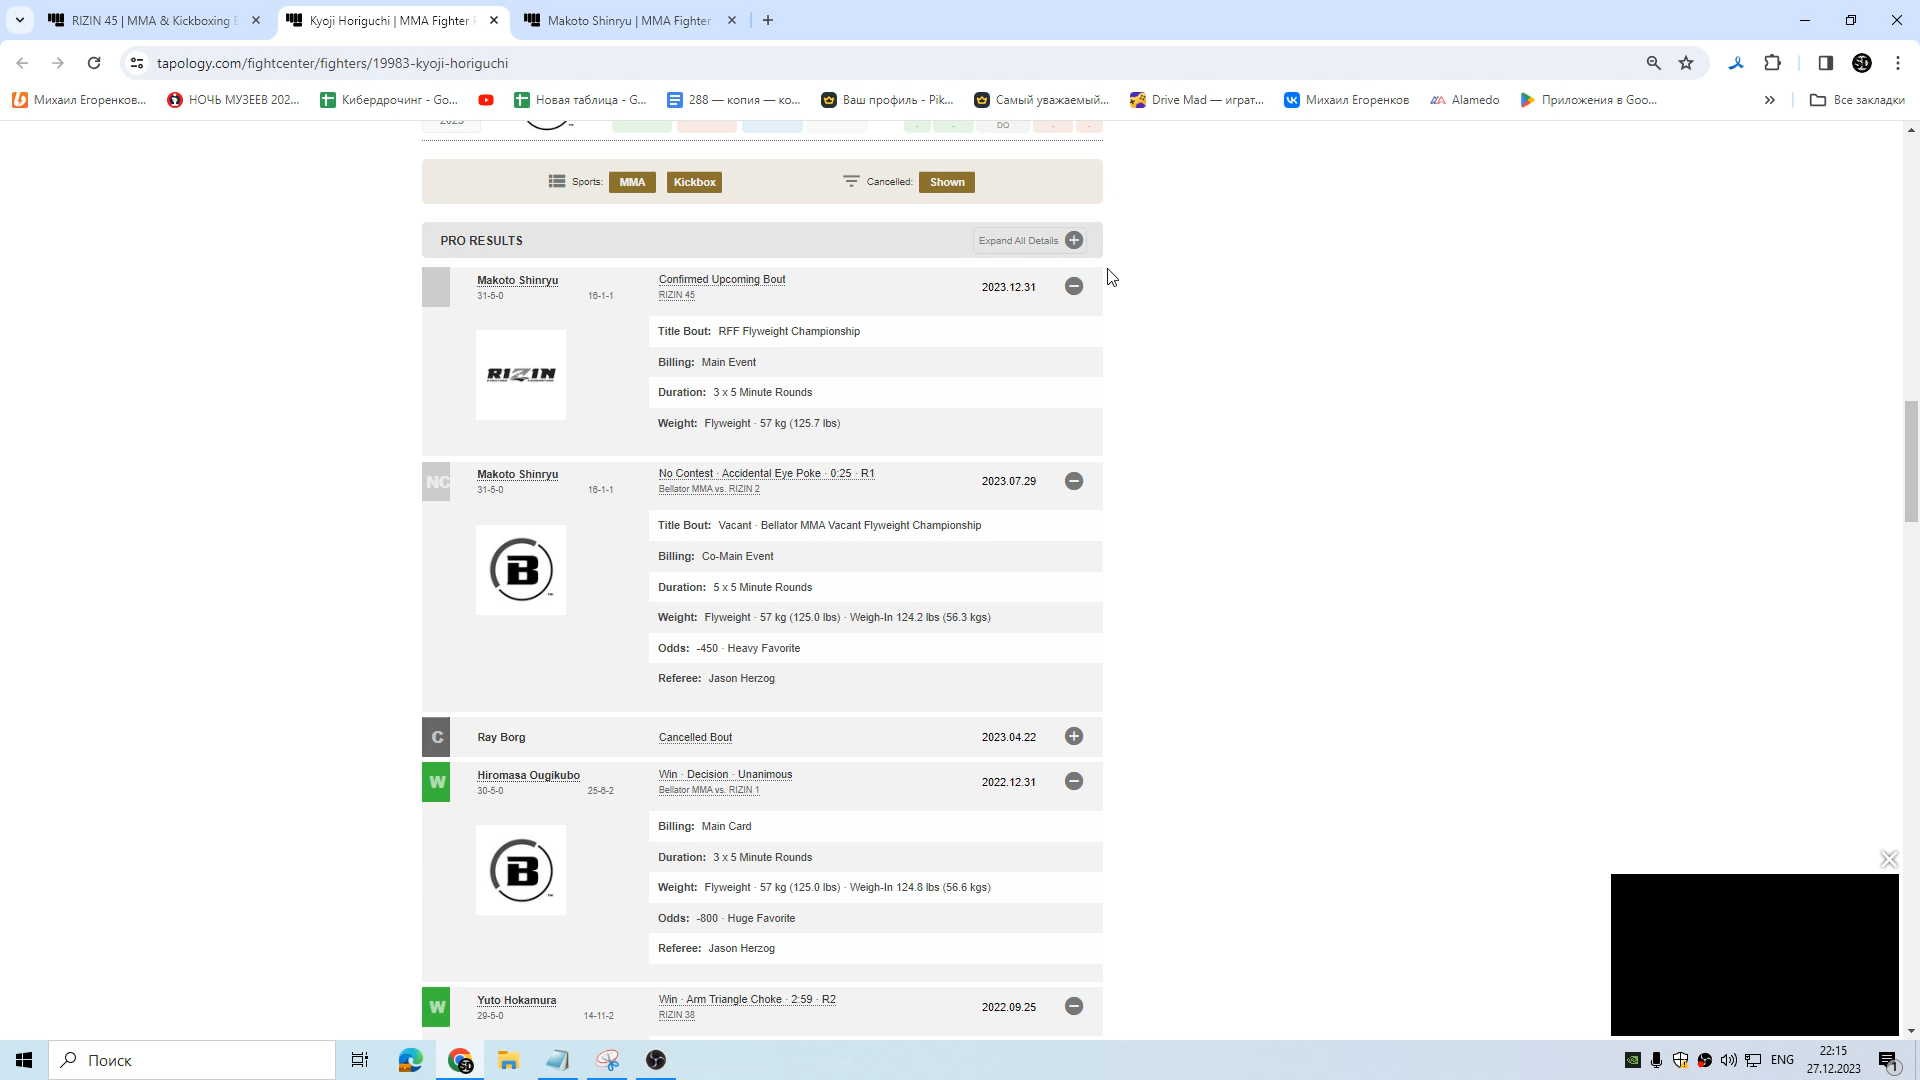 RIZIN 45 | MMA & Kickboxing E
Kyoji Horiguchi | MMA Fighter
Makoto Shinryu | MMA Fighter
tapology.com/fightcenter/fighters/19983-kyoji-horiguchi
Михаил Егоренков...
НОЧЬ МУЗЕЕВ 202...
Кибердрочинг - Go...
Новая таблица - G...
288 — копия — ко...
Ваш профиль - Pik...
Самый уважаемый...
Drive Mad — играт...
Михаил Егоренков
Alamedo
Приложения в Goo...
Все закладки
2023
DQ
Sports:
MMA
Kickbox
Cancelled:
Shown
PRO RESULTS
Expand All Details
Makoto Shinryu
Confirmed Upcoming Bout
2023.12.31
31-5-0
16-1-1
RIZIN 45
Title Bout: RFF Flyweight Championship
Billing: Main Event
RIZIN
Duration: 3 x 5 Minute Rounds
Weight: Flyweight · 57 kg (125.7 lbs)
NC
Makoto Shinryu
No Contest · Accidental Eye Poke · 0:25 · R1
2023.07.29
31-5-0
16-1-1
Bellator MMA vs. RIZIN 2
Title Bout: Vacant · Bellator MMA Vacant Flyweight Championship
Billing: Co-Main Event
B
Duration: 5 x 5 Minute Rounds
Weight: Flyweight · 57 kg (125.0 lbs) · Weigh-In 124.2 lbs (56.3 kgs)
Odds: -450 · Heavy Favorite
Referee: Jason Herzog
C
Ray Borg
Cancelled Bout
2023.04.22
W
Hiromasa Ougikubo
Win · Decision · Unanimous
2022.12.31
30-5-0
25-6-2
Bellator MMA vs. RIZIN 1
Billing: Main Card
Duration: 3 x 5 Minute Rounds
B
Weight: Flyweight · 57 kg (125.0 lbs) · Weigh-In 124.8 lbs (56.6 kgs)
Odds: -800 · Huge Favorite
Referee: Jason Herzog
W
Yuto Hokamura
Win · Arm Triangle Choke · 2:59 · R2
2022.09.25
29-5-0
14-11-2
RIZIN 38
Поиск
ENG
22:15
27.12.2023
1